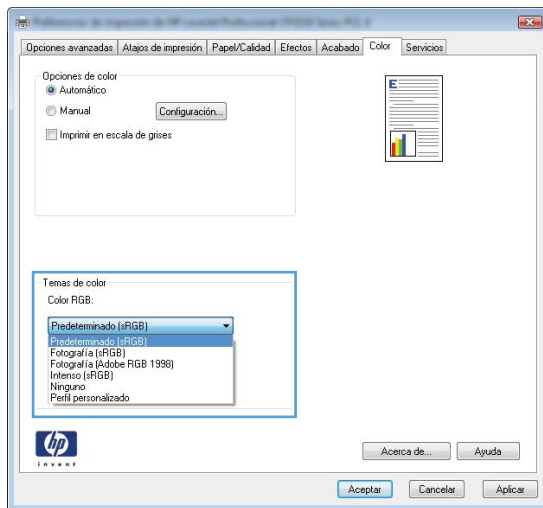 Opciones avanzadas Atajos de impresión Papel/Calidad Efectos Acabado Color Servicios
Opciones de color
Automático
Manual Configuración...
Imprimir en escala de grises
E
Temas de color
Color RGB:
Predeterminado (sRGB)
Predeterminado (sRGB)
Fotografía (sRGB)
Fotografía (Adobe RGB 1998)
Intenso (sRGB)
Ninguno
Perfil personalizado
hp
invent
Acerca de... Ayuda
Aceptar Cancelar Aplicar